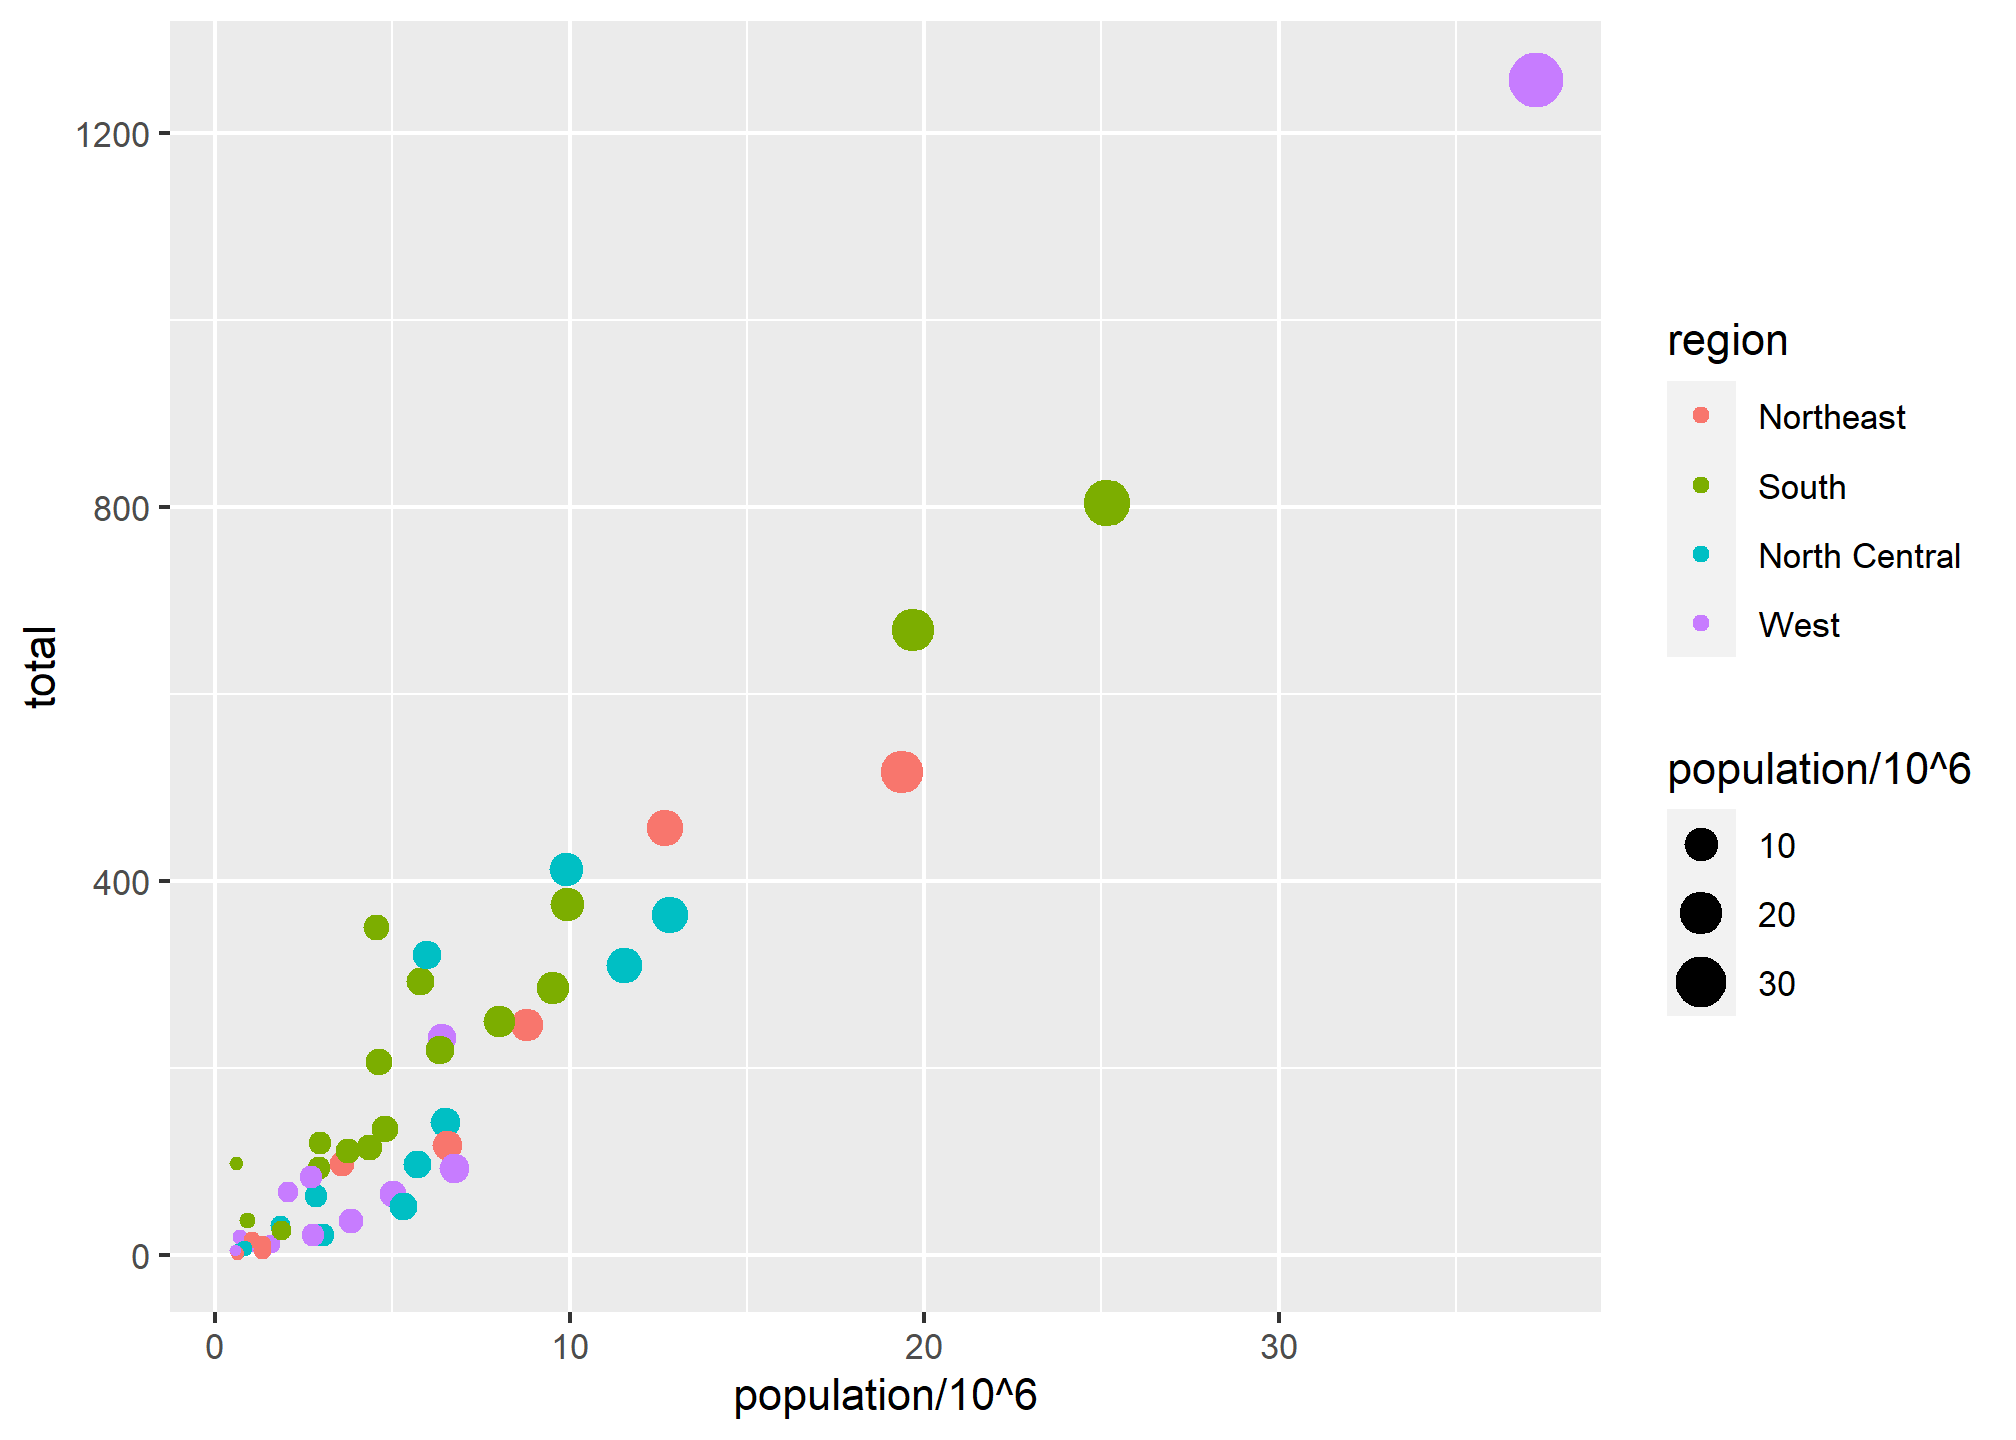 1200
800
400
0
total
0 10 20 30
population/10^6
region
Northeast
South
North Central
West
population/10^6
10
20
30